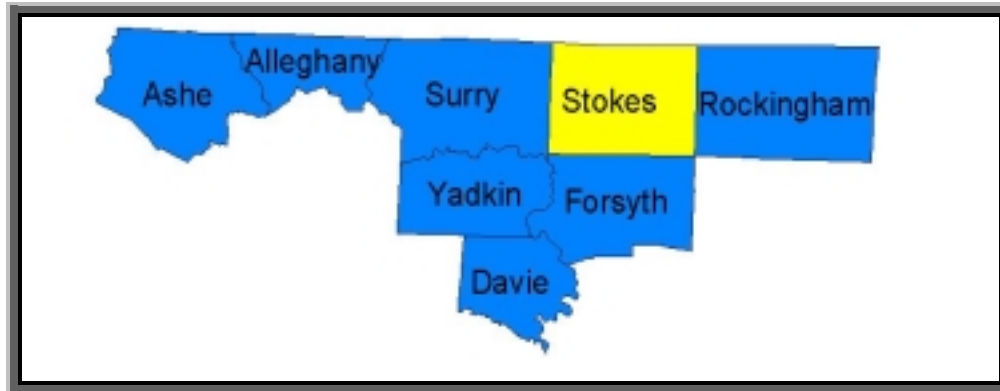 Alleghany
Ashe
Surry
Stokes
Rockingham
Yadkin
Forsyth
Davie